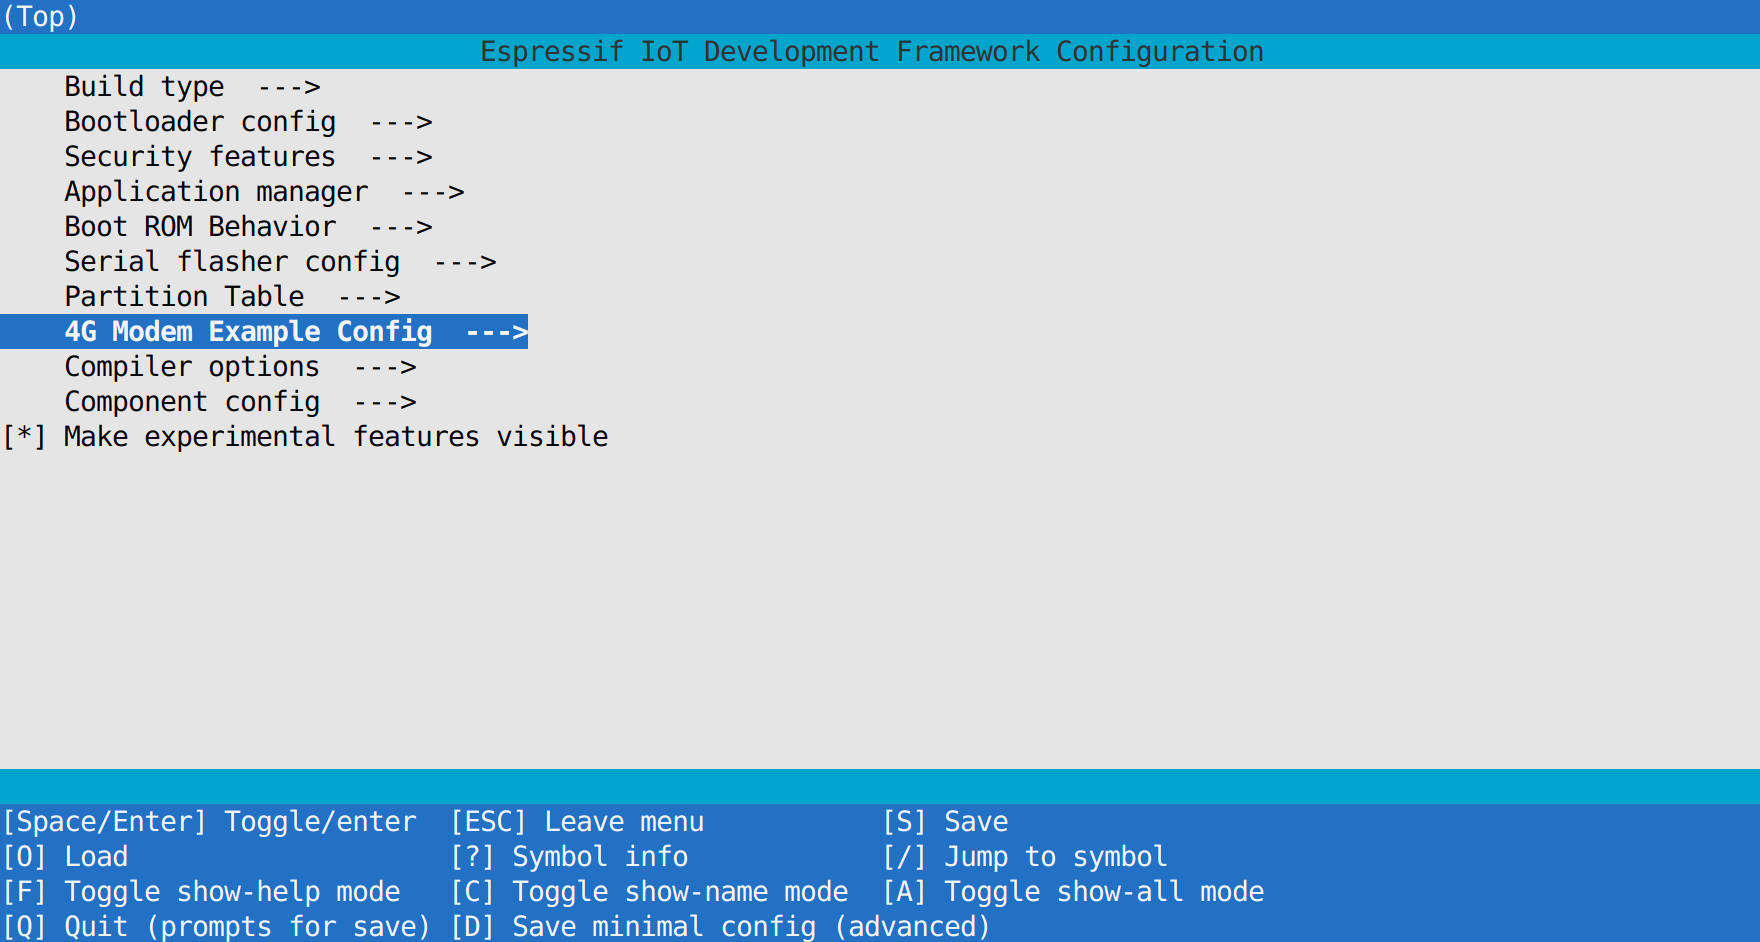 (Top)
Espressif IoT Development Framework Configuration
Build type  --->
Bootloader config  --->
Security features  --->
Application manager  --->
Boot ROM Behavior  --->
Serial flasher config  --->
Partition Table  --->
4G Modem Example Config  --->
Compiler options  --->
Component config  --->
[*] Make experimental features visible
[Space/Enter] Toggle/enter  [ESC] Leave menu           [S] Save
[O] Load                    [?] Symbol info            [/] Jump to symbol
[F] Toggle show-help mode   [C] Toggle show-name mode  [A] Toggle show-all mode
[Q] Quit (prompts for save) [D] Save minimal config (advanced)